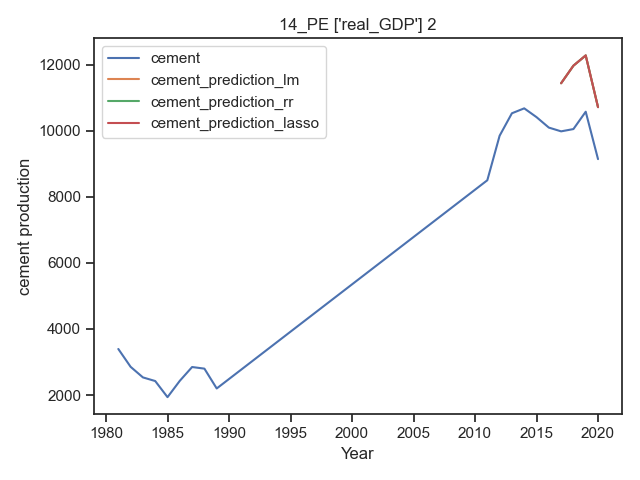 14_PE ['real_GDP'] 2
cement
cement_prediction_lm
cement_prediction_rr
cement_prediction_lasso
12000
10000
8000
6000
4000
2000
cement production
1980 1985 1990 1995 2000 2005 2010 2015 2020
Year